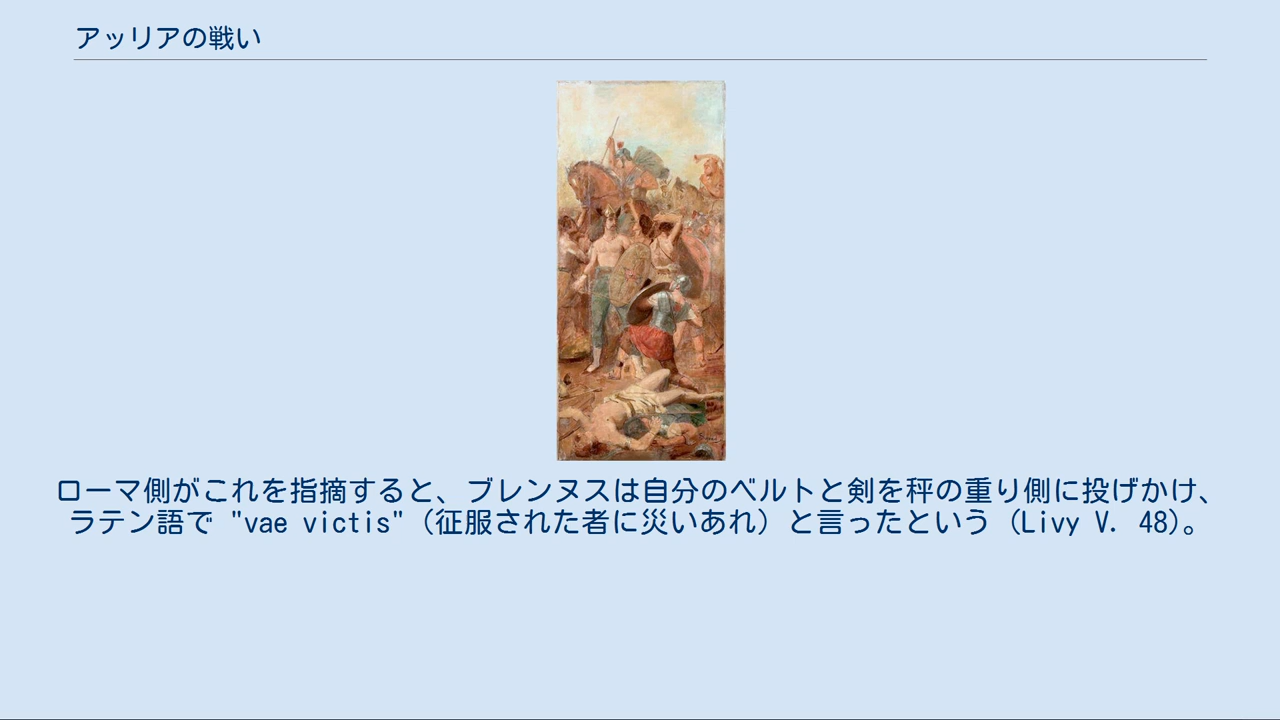 アッリアの戦い
ローマ側がこれを指摘すると、ブレンヌスは自分のベルトと剣を秤の重り側に投げかけ、
ラテン語で "vae victis"（征服された者に災いあれ）と言ったという（Livy V. 48)。